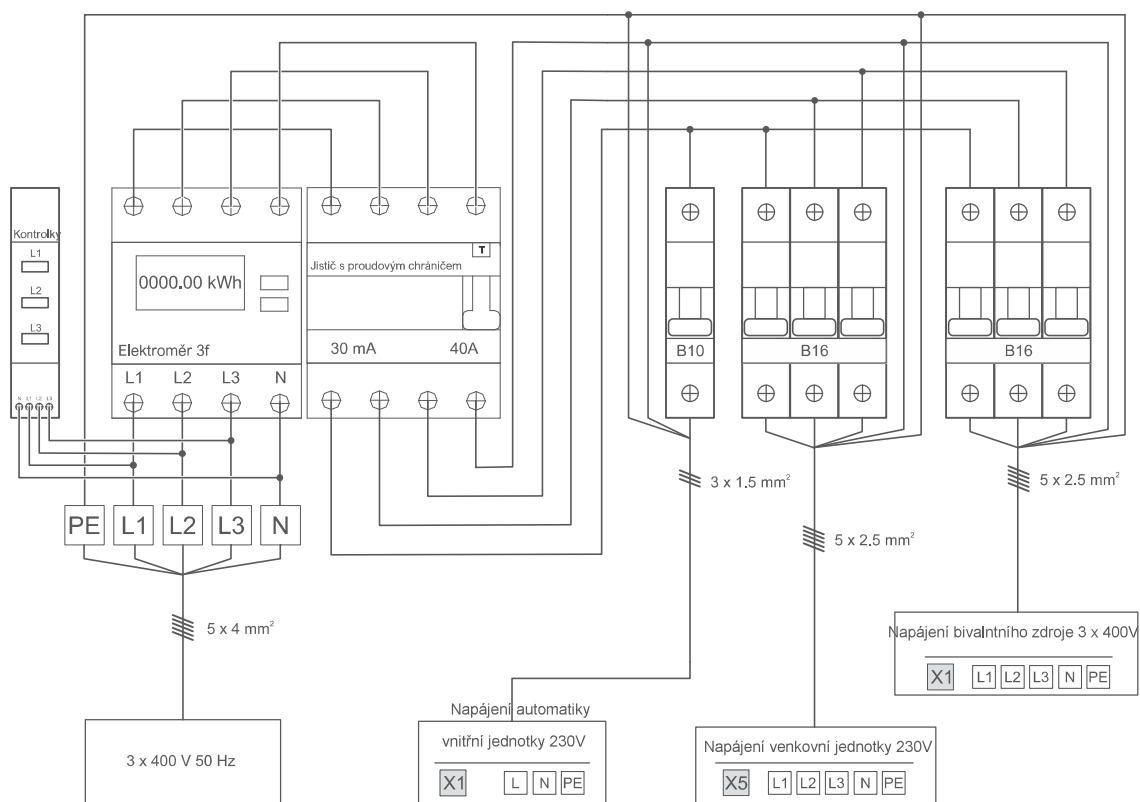 Kontrolky
L1
L2
L3
N L1 L2 L3
0000.00 kWh
Elektroměr 3f
L1 L2 L3 N
T
Jistič s proudovým chráničem
30 mA 40A
B10
B16
B16
PE L1 L2 L3 N
5 x 4 mm²
3 x 400 V 50 Hz
3 x 1.5 mm²
5 x 2.5 mm²
5 x 2.5 mm²
Napájení automatiky
vnitřní jednotky 230V
X1 L N PE
Napájení venkovní jednotky 230V
X5 L1 L2 L3 N PE
Napájení bivalntního zdroje 3 x 400V
X1 L1 L2 L3 N PE